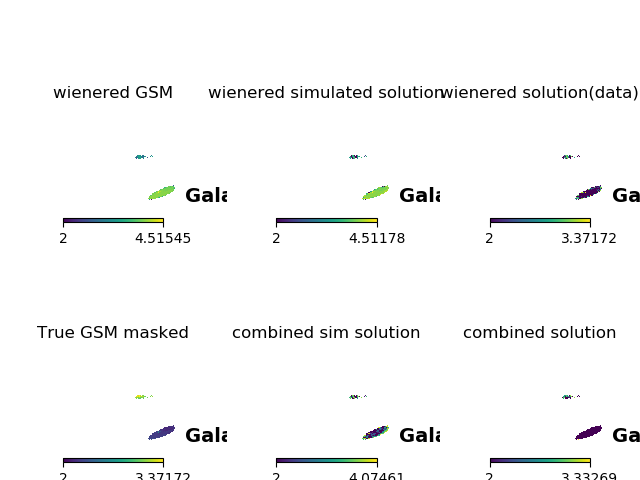 wienered GSM wienered simulated solution wienered solution(data)
Gala Gala Ga
2 4.51545 2 4.51178 2 3.37172
True GSM masked combined sim solution combined solution
Gala Gala Ga
2 3.37172 2 4.07461 2 3.33269